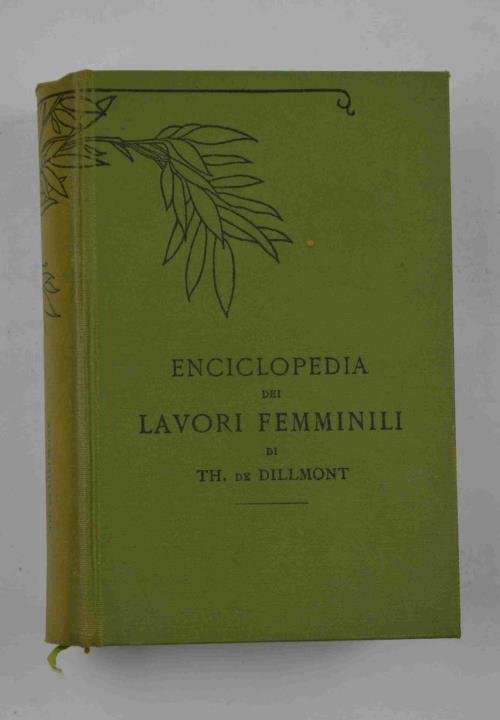 ENCICLOPEDIA
DEI
LAVORI FEMMINILI
DI
TH. DE DILLMONT